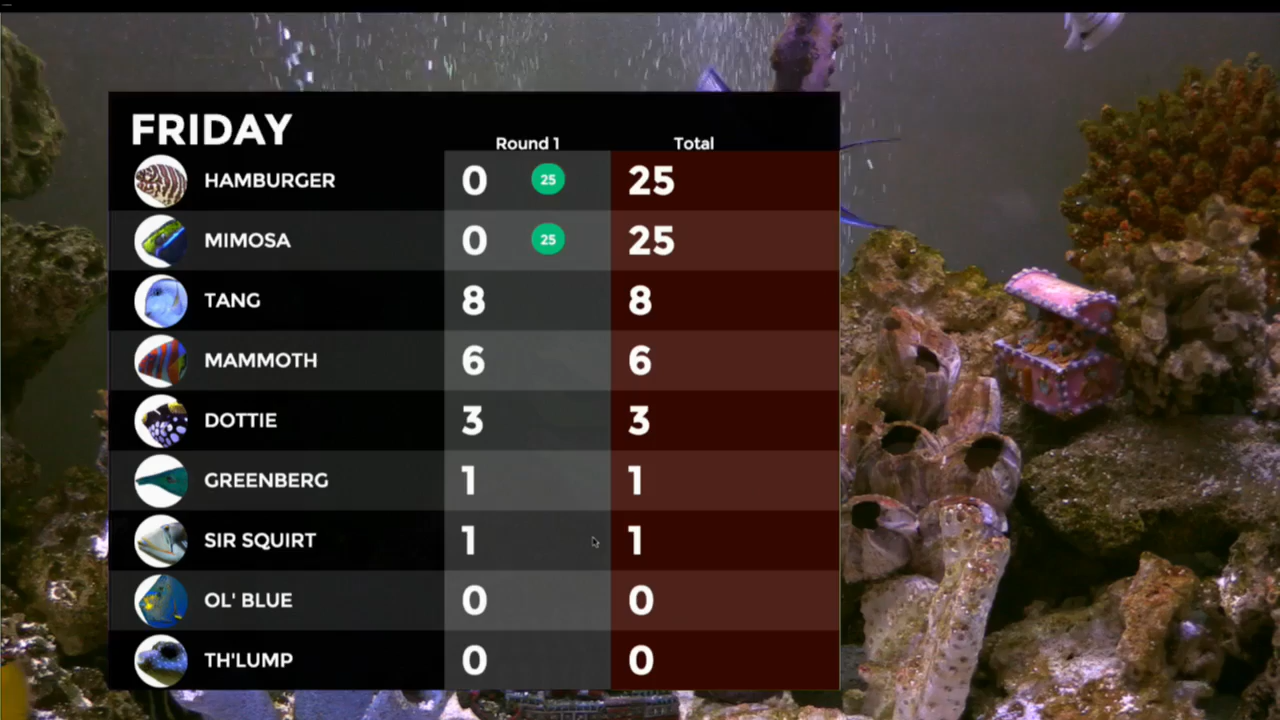 FRIDAY
Round 1 Total
HAMBURGER 0 25 25
MIMOSA 0 25 25
TANG 8 8
MAMMOTH 6 6
DOTTIE 3 3
GREENBERG 1 1
SIR SQUIRT 1 1
OL' BLUE 0 0
TH'LUMP 0 0